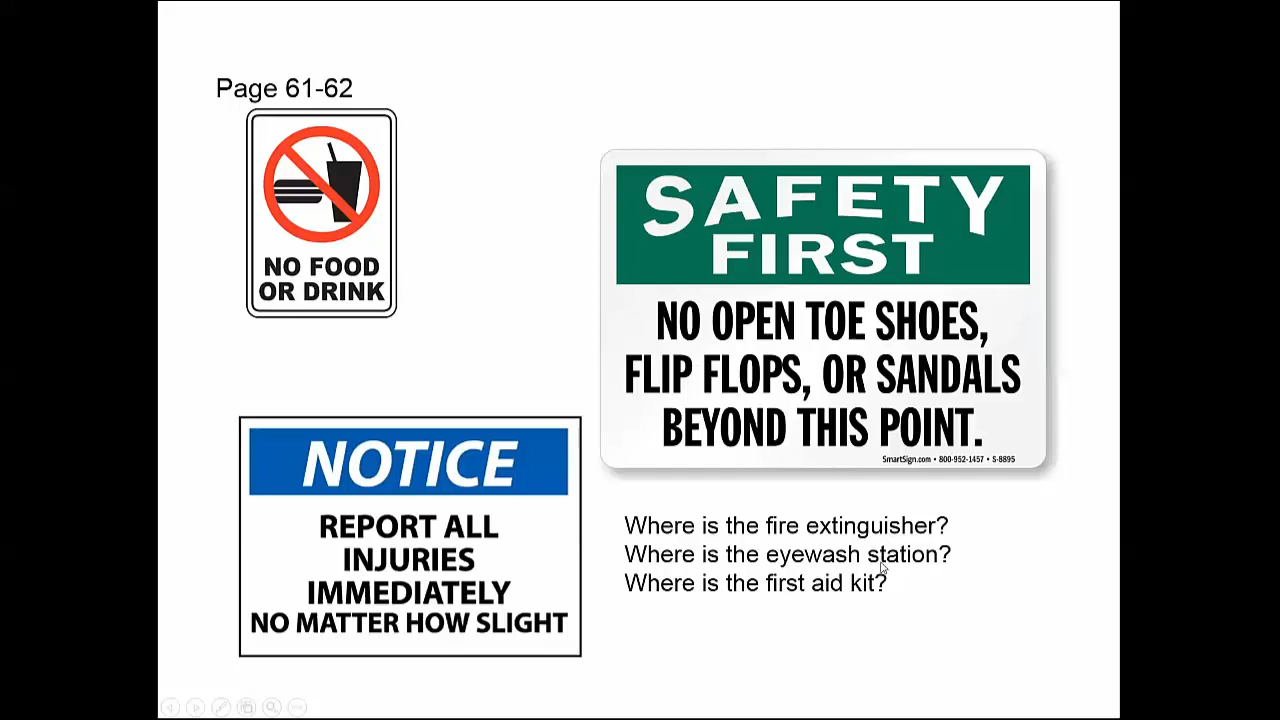 Page 61-62
NO FOOD
OR DRINK
SAFETY
FIRST
NO OPEN TOE SHOES,
FLIP FLOPS, OR SANDALS
BEYOND THIS POINT.
SmartSign.com • 800-952-1457 • S-8895
NOTICE
REPORT ALL
INJURIES
IMMEDIATELY
NO MATTER HOW SLIGHT
Where is the fire extinguisher?
Where is the eyewash station?
Where is the first aid kit?